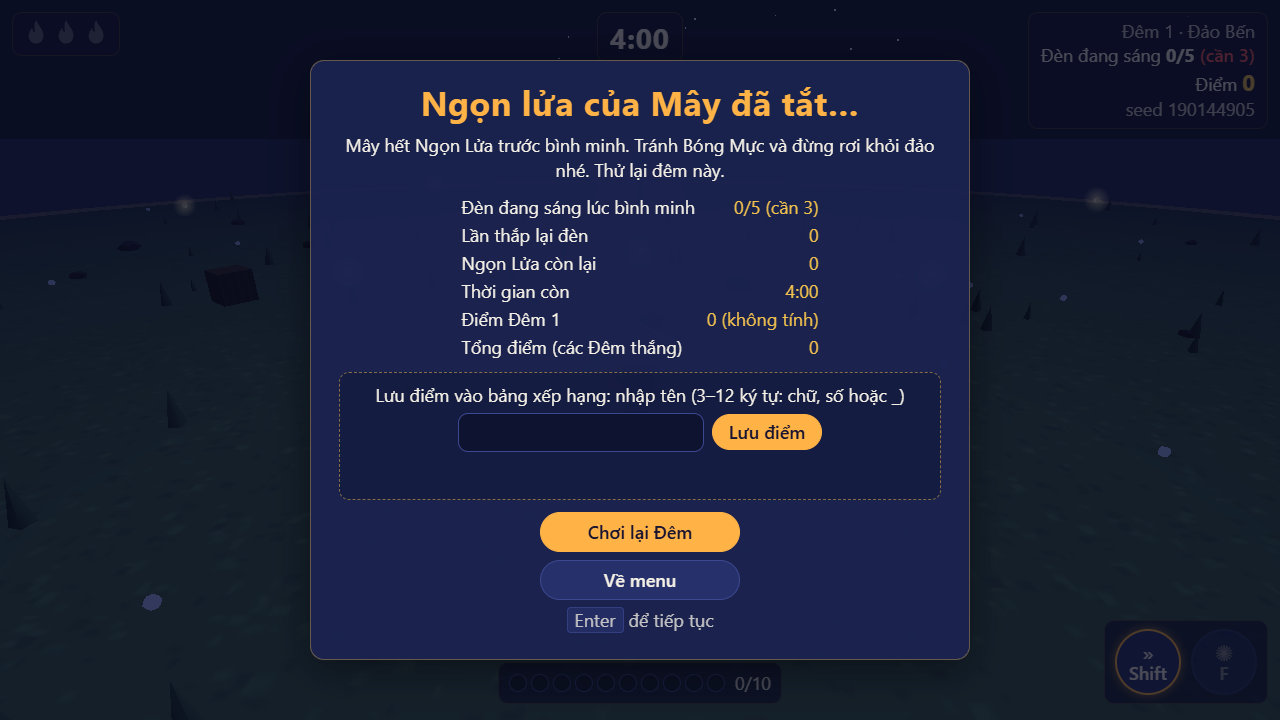 4:00
Đêm 1 · Đảo Bến
Đèn đang sáng 0/5 (cần 3)
Điểm 0
seed 190144905
Ngọn lửa của Mây đã tắt...
Mây hết Ngọn Lửa trước bình minh. Tránh Bóng Mực và đừng rơi khỏi đảo
nhé. Thử lại đêm này.
Đèn đang sáng lúc bình minh 0/5 (cần 3)
Lần thắp lại đèn 0
Ngọn Lửa còn lại 0
Thời gian còn 4:00
Điểm Đêm 1 0 (không tính)
Tổng điểm (các Đêm thắng) 0
Lưu điểm vào bảng xếp hạng: nhập tên (3–12 ký tự: chữ, số hoặc _)
Lưu điểm
Chơi lại Đêm
Về menu
Enter để tiếp tục
0/10
» 
Shift
F